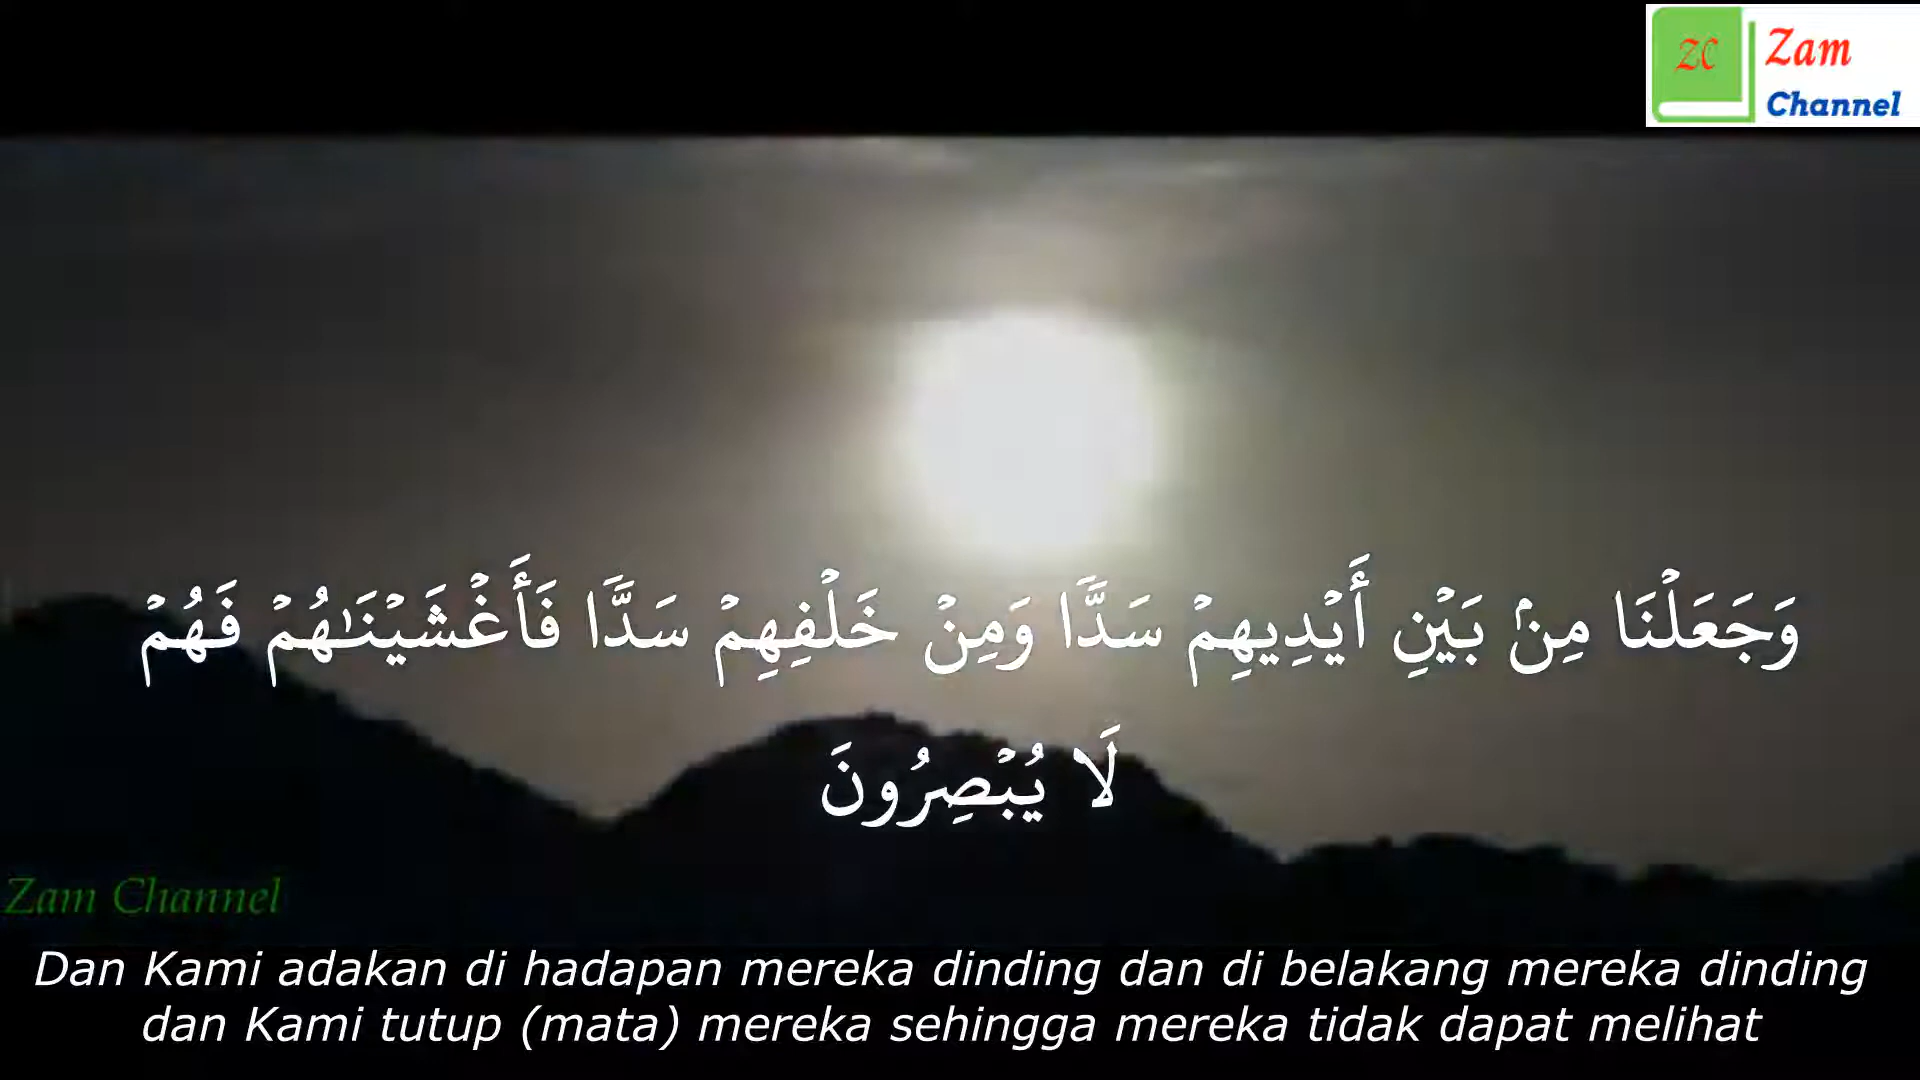 ZC
Zam
Channel
وَجَعَلْنَا مِنۢ بَيْنِ أَيْدِيهِمْ سَدًّا وَمِنْ خَلْفِهِمْ سَدًّا فَأَغْشَيْنَـٰهُمْ فَهُمْ
لَا يُبْصِرُونَ
Zam Channel
Dan Kami adakan di hadapan mereka dinding dan di belakang mereka dinding
dan Kami tutup (mata) mereka sehingga mereka tidak dapat melihat